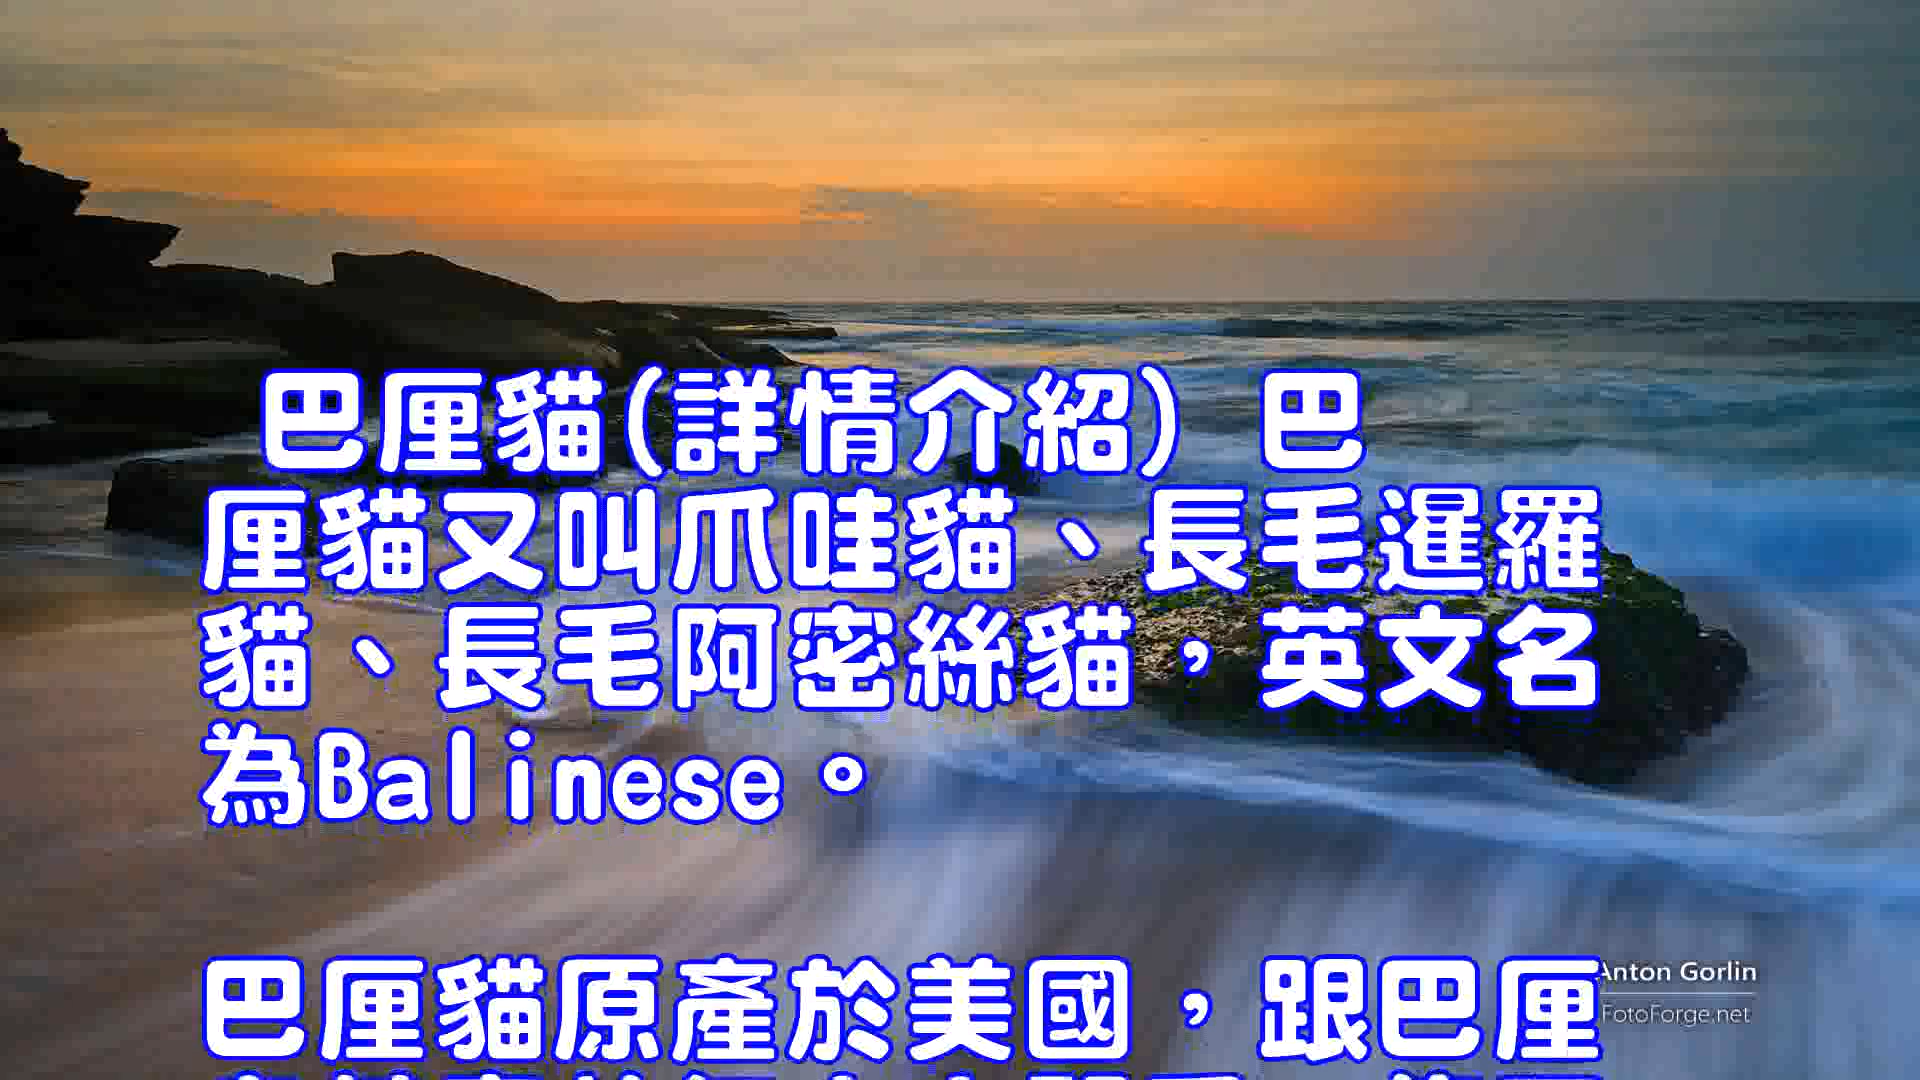 巴厘貓(詳情介紹) 巴
厘貓又叫爪哇貓、長毛暹羅
貓、長毛阿密絲貓，英文名
為Balinese。
巴厘貓原產於美國，跟巴厘
Anton Gorlin
FotoForge.net